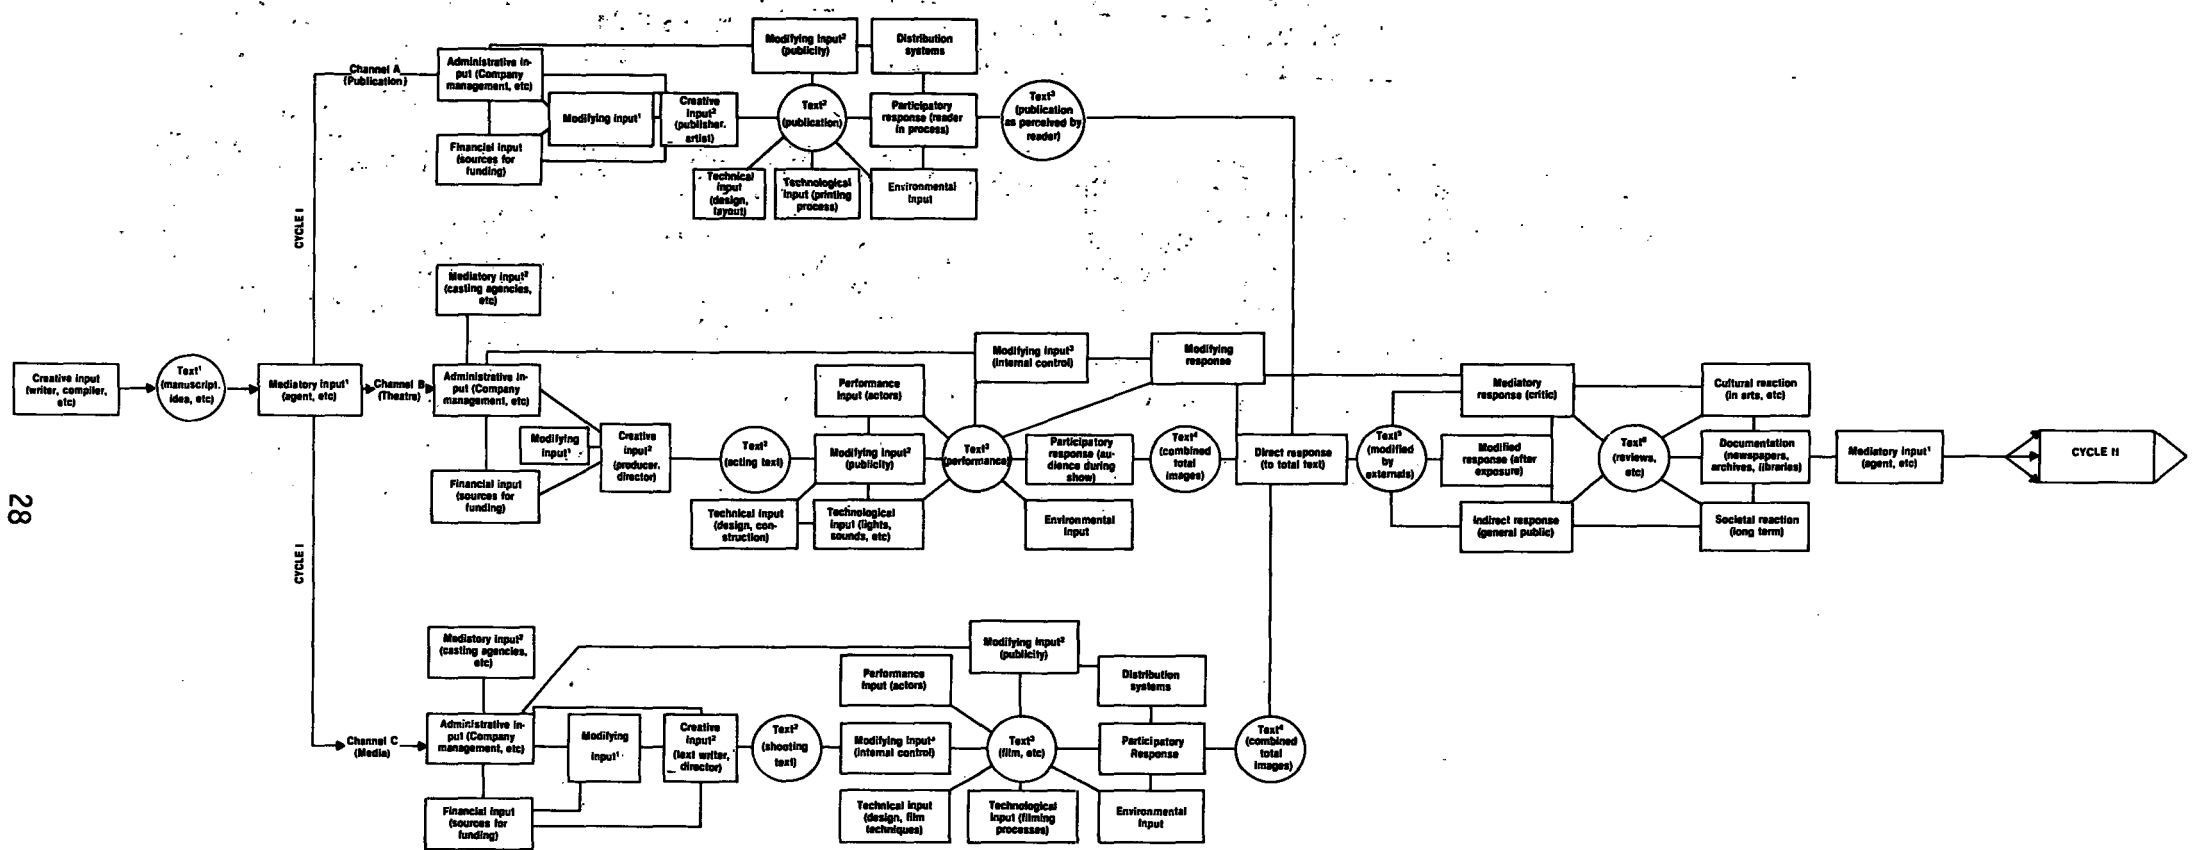 Channel A
(Publication)
Administrative in-
put (Company
management, etc)
Financial input
(sources for
funding)
Modifying input¹
Creative
input²
(publisher.
artist)
Modifying input²
(publicity)
Distribution
systems
Text²
(publication)
Participatory
response (reader
in process)
Text³
(publication
as perceived by
reader)
Technical
input
(design,
layout)
Technological
input (printing
process)
Environmental
input
CYCLE I
Creative input
(writer, compiler,
etc)
Text¹
(manuscript.
idea, etc)
Mediatory input¹
(agent, etc)
Channel B
(Theatre)
Mediatory input²
(casting agencies,
etc)
Administrative in-
put (Company
management, etc)
Financial input
(sources for
funding)
Modifying
input¹
Creative
input²
(producer.
director)
Text²
(acting text)
Performance
input (actors)
Modifying input²
(publicity)
Technical input
(design, con-
struction)
Technological
input (lights,
sounds, etc)
Modifying input³
(internal control)
Text³
(performance)
Modifying
response
Participatory
response (au-
dience during
show)
Environmental
input
Text⁴
(combined
total
images)
Direct response
(to total text)
Text⁵
(modified
by
externals)
Mediatory
response (critic)
Modified
response (after
exposure)
Indirect response
(general public)
(reviews,
etc)
Cultural reaction
(in arts, etc)
Documentation
(newspapers,
archives, libraries)
Societal reaction
(long term)
Mediatory input¹
(agent, etc)
CYCLE II
28
CYCLE I
Channel C
(Media)
Mediatory input²
(casting agencies,
etc)
Administrative in-
put (Company
management, etc)
Financial input
(sources for
funding)
Modifying
input¹
Creative
input²
(text writer,
director)
Text²
(shooting
text)
Performance
input (actors)
(internal control)
Technical input
(design, film
techniques)
Modifying input²
(publicity)
Text³
(film, etc)
Technological
input (filming
processes)
Distribution
systems
Participatory
Response
Environmental
input
Text⁴
(combined
total
images)